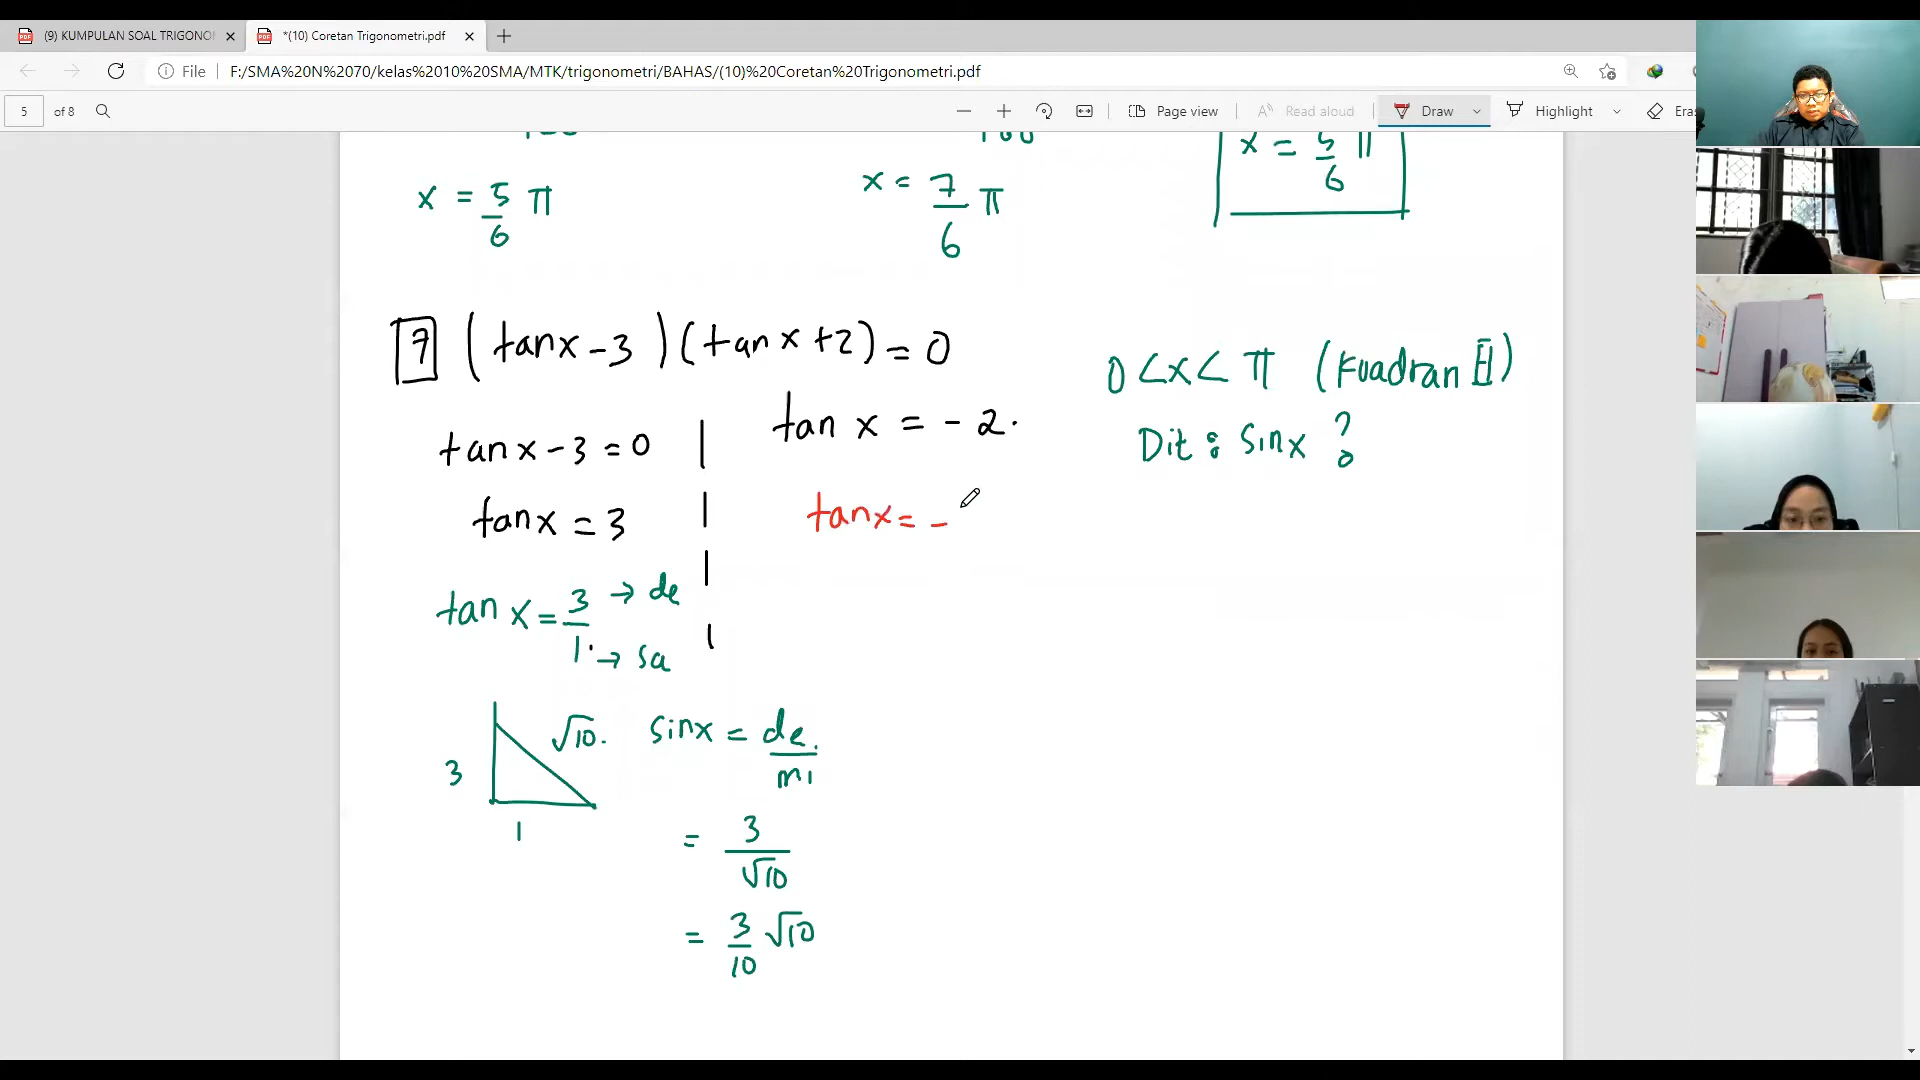 (9) KUMPULAN SOAL TRIGONO
*(10) Coretan Trigonometri.pdf
File
F:/SMA%20N%2070/kelas%2010%20SMA/MTK/trigonometri/BAHAS/(10)%20Coretan%20Trigonometri.pdf
5 of 8
Page view
Read aloud
Draw
Highlight
Eras
x = 5/6 π
x = 7/6 π
x = 5/6 π
7 (tan x - 3)(tan x + 2) = 0
0 < x < π (Kuadran II)
Dit : sin x ?
tan x - 3 = 0
tan x = 3
tan x = 3/1 → de → sa
tan x = - 2.
tan x = -
3
√10.
1
sin x = de/mi
= 3/√10
= 3/10 √10